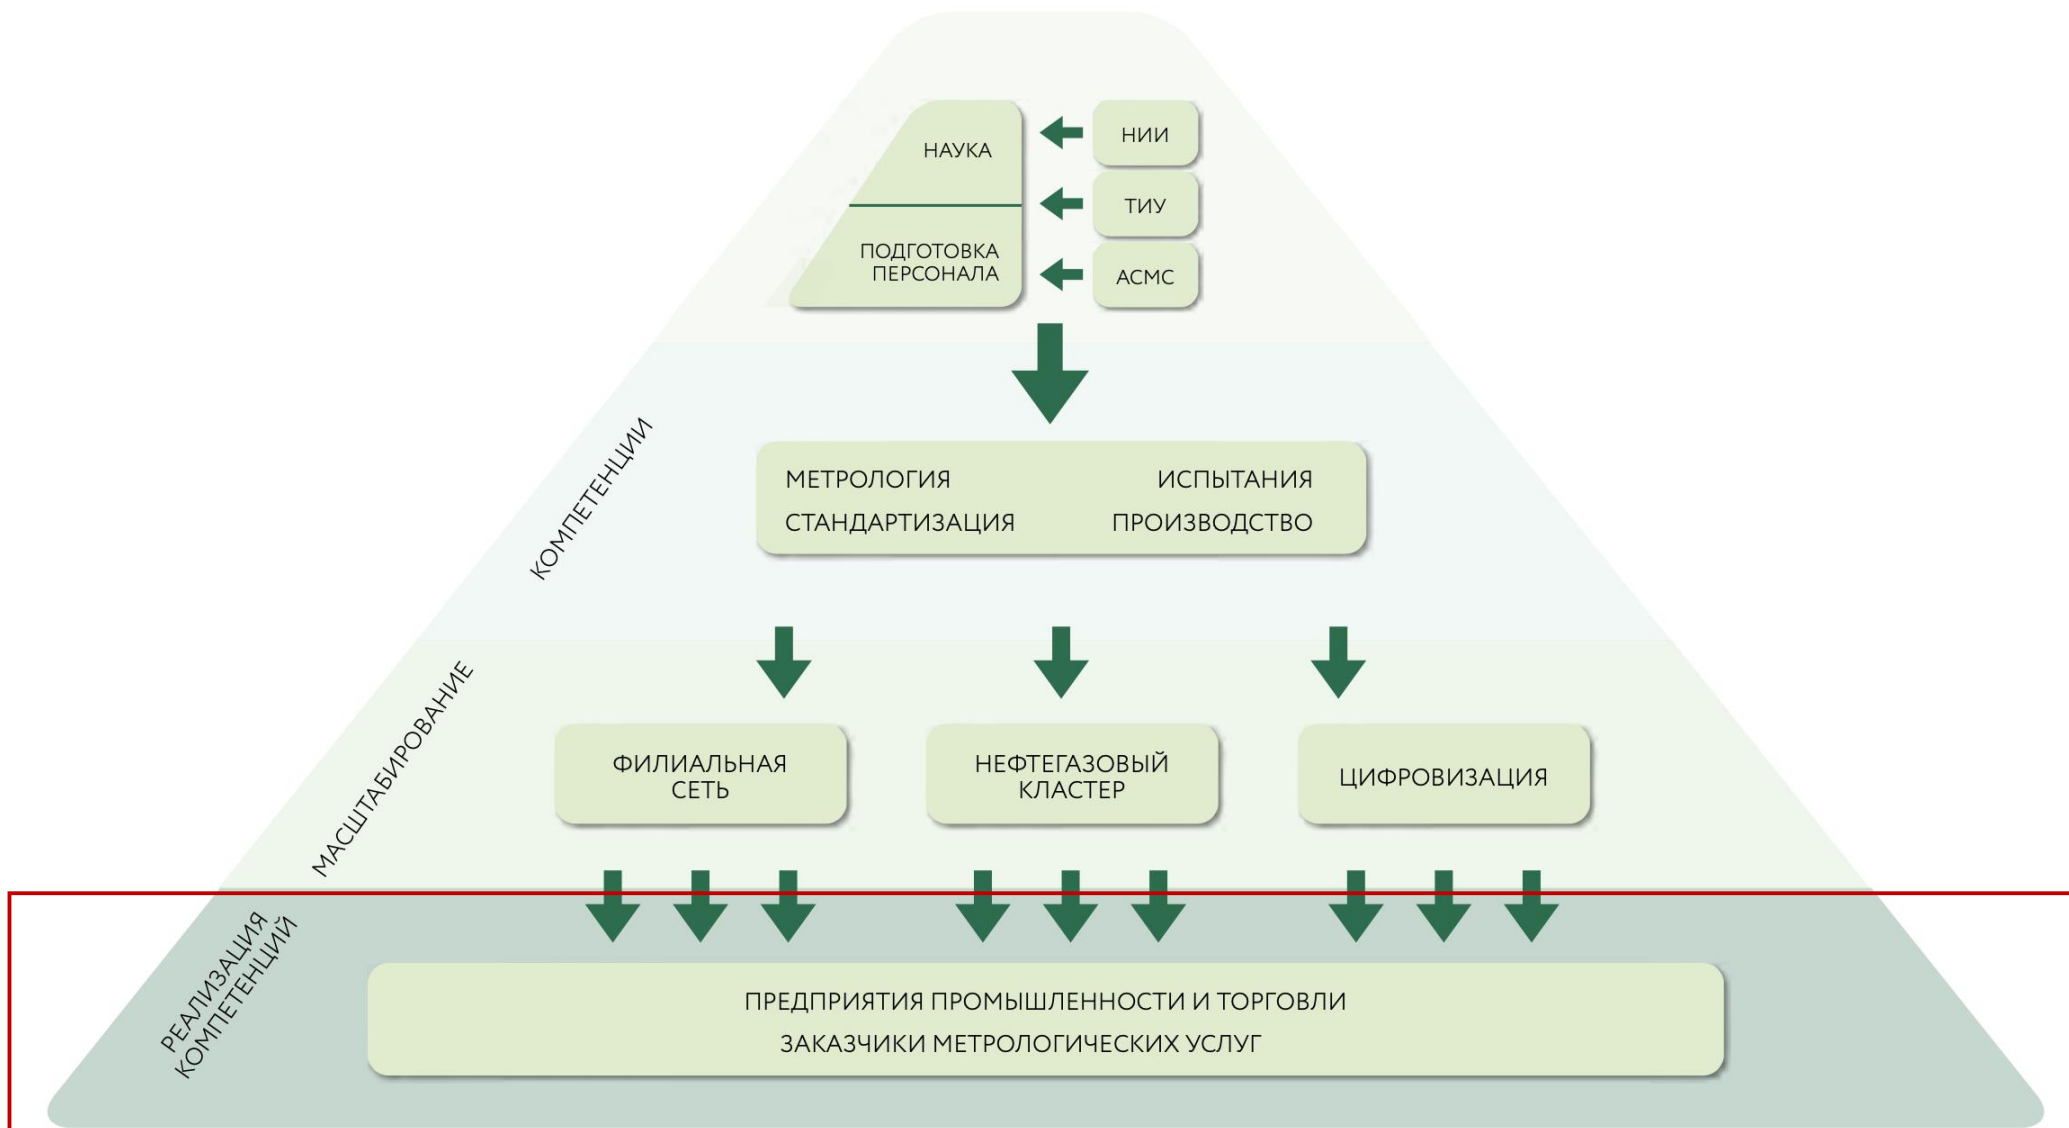 НАУКА
ПОДГОТОВКА
ПЕРСОНАЛА
НИИ
ТИУ
АСМС
КОМПЕТЕНЦИИ
МЕТРОЛОГИЯ
ИСПЫТАНИЯ
СТАНДАРТИЗАЦИЯ
ПРОИЗВОДСТВО
МАСШТАБИРОВАНИЕ
ФИЛИАЛЬНАЯ
СЕТЬ
НЕФТЕГАЗОВЫЙ
КЛАСТЕР
ЦИФРОВИЗАЦИЯ
РЕАЛИЗАЦИЯ
КОМПЕТЕНЦИЙ
ПРЕДПРИЯТИЯ ПРОМЫШЛЕННОСТИ И ТОРГОВЛИ
ЗАКАЗЧИКИ МЕТРОЛОГИЧЕСКИХ УСЛУГ